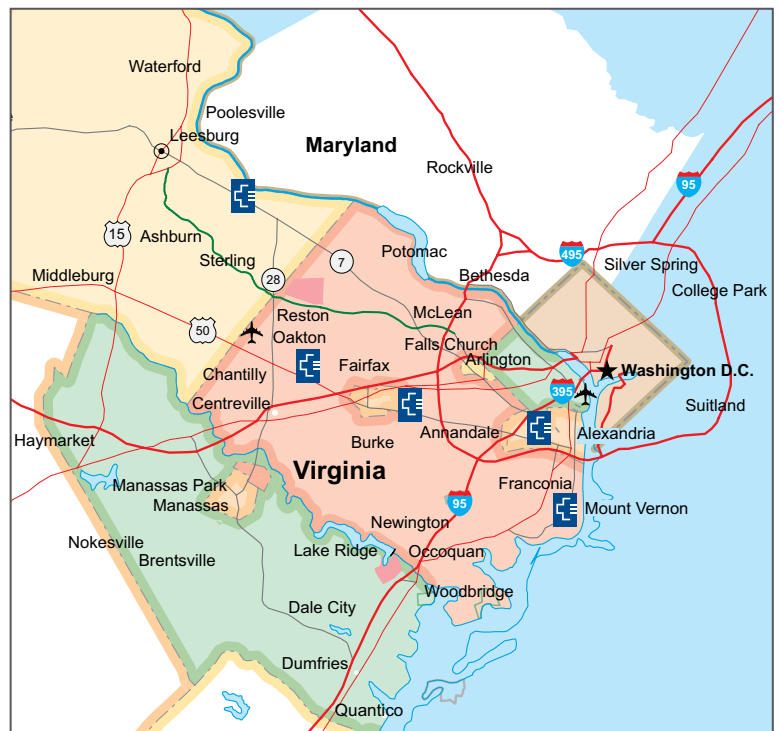 Waterford
Poolesville
Leesburg
Maryland
Rockville
95
15
Ashburn
Potomac
495
Sterling
7
Silver Spring
Middleburg
28
Bethesda
College Park
Reston
McLean
50
Oakton
Falls Church
Fairfax
Arlington
Chantilly
Washington D.C.
Centreville
395
Suitland
Haymarket
Burke
Annandale
Alexandria
Virginia
Manassas Park
Franconia
Manassas
95
Mount Vernon
Newington
Nokesville
Lake Ridge
Occoquan
Brentsville
Woodbridge
Dale City
Dumfries
Quantico